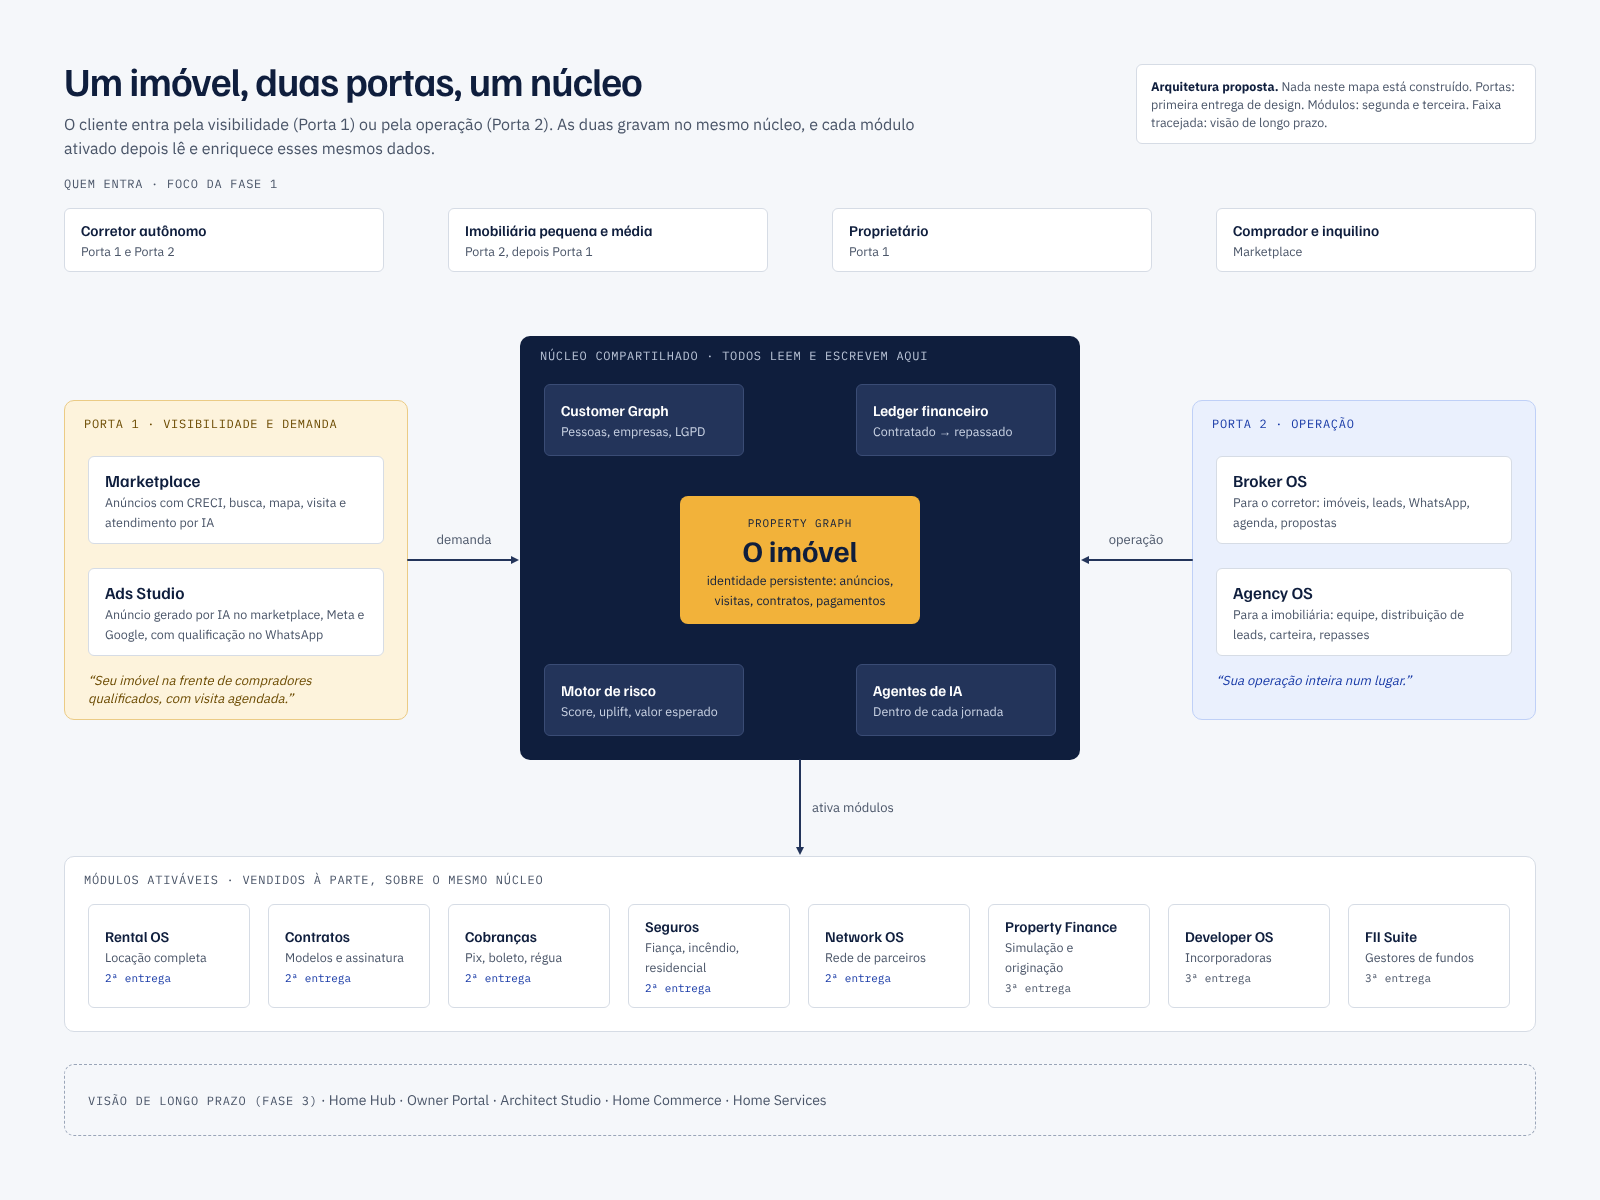 Um imóvel, duas portas, um núcleo
O cliente entra pela visibilidade (Porta 1) ou pela operação (Porta 2). As duas gravam no mesmo núcleo, e cada módulo
ativado depois lê e enriquece esses mesmos dados.
Arquitetura proposta. Nada neste mapa está construído. Portas:
primeira entrega de design. Módulos: segunda e terceira. Faixa
tracejada: visão de longo prazo.
QUEM ENTRA · FOCO DA FASE 1
Corretor autônomo
Porta 1 e Porta 2
Imobiliária pequena e média
Porta 2, depois Porta 1
Proprietário
Porta 1
Comprador e inquilino
Marketplace
PORTA 1 · VISIBILIDADE E DEMANDA
Marketplace
Anúncios com CRECI, busca, mapa, visita e
atendimento por IA
Ads Studio
Anúncio gerado por IA no marketplace, Meta e
Google, com qualificação no WhatsApp
“Seu imóvel na frente de compradores
qualificados, com visita agendada.”
demanda
NÚCLEO COMPARTILHADO · TODOS LEEM E ESCREVEM AQUI
Customer Graph
Pessoas, empresas, LGPD
Ledger financeiro
Contratado → repassado
PROPERTY GRAPH
O imóvel
identidade persistente: anúncios,
visitas, contratos, pagamentos
Motor de risco
Score, uplift, valor esperado
Agentes de IA
Dentro de cada jornada
operação
PORTA 2 · OPERAÇÃO
Broker OS
Para o corretor: imóveis, leads, WhatsApp,
agenda, propostas
Agency OS
Para a imobiliária: equipe, distribuição de
leads, carteira, repasses
“Sua operação inteira num lugar.”
ativa módulos
MÓDULOS ATIVÁVEIS · VENDIDOS À PARTE, SOBRE O MESMO NÚCLEO
Rental OS
Locação completa
2ª entrega
Contratos
Modelos e assinatura
2ª entrega
Cobranças
Pix, boleto, régua
2ª entrega
Seguros
Fiança, incêndio,
residencial
2ª entrega
Network OS
Rede de parceiros
2ª entrega
Property Finance
Simulação e
originação
3ª entrega
Developer OS
Incorporadoras
3ª entrega
FII Suite
Gestores de fundos
3ª entrega
VISÃO DE LONGO PRAZO (FASE 3) · Home Hub · Owner Portal · Architect Studio · Home Commerce · Home Services